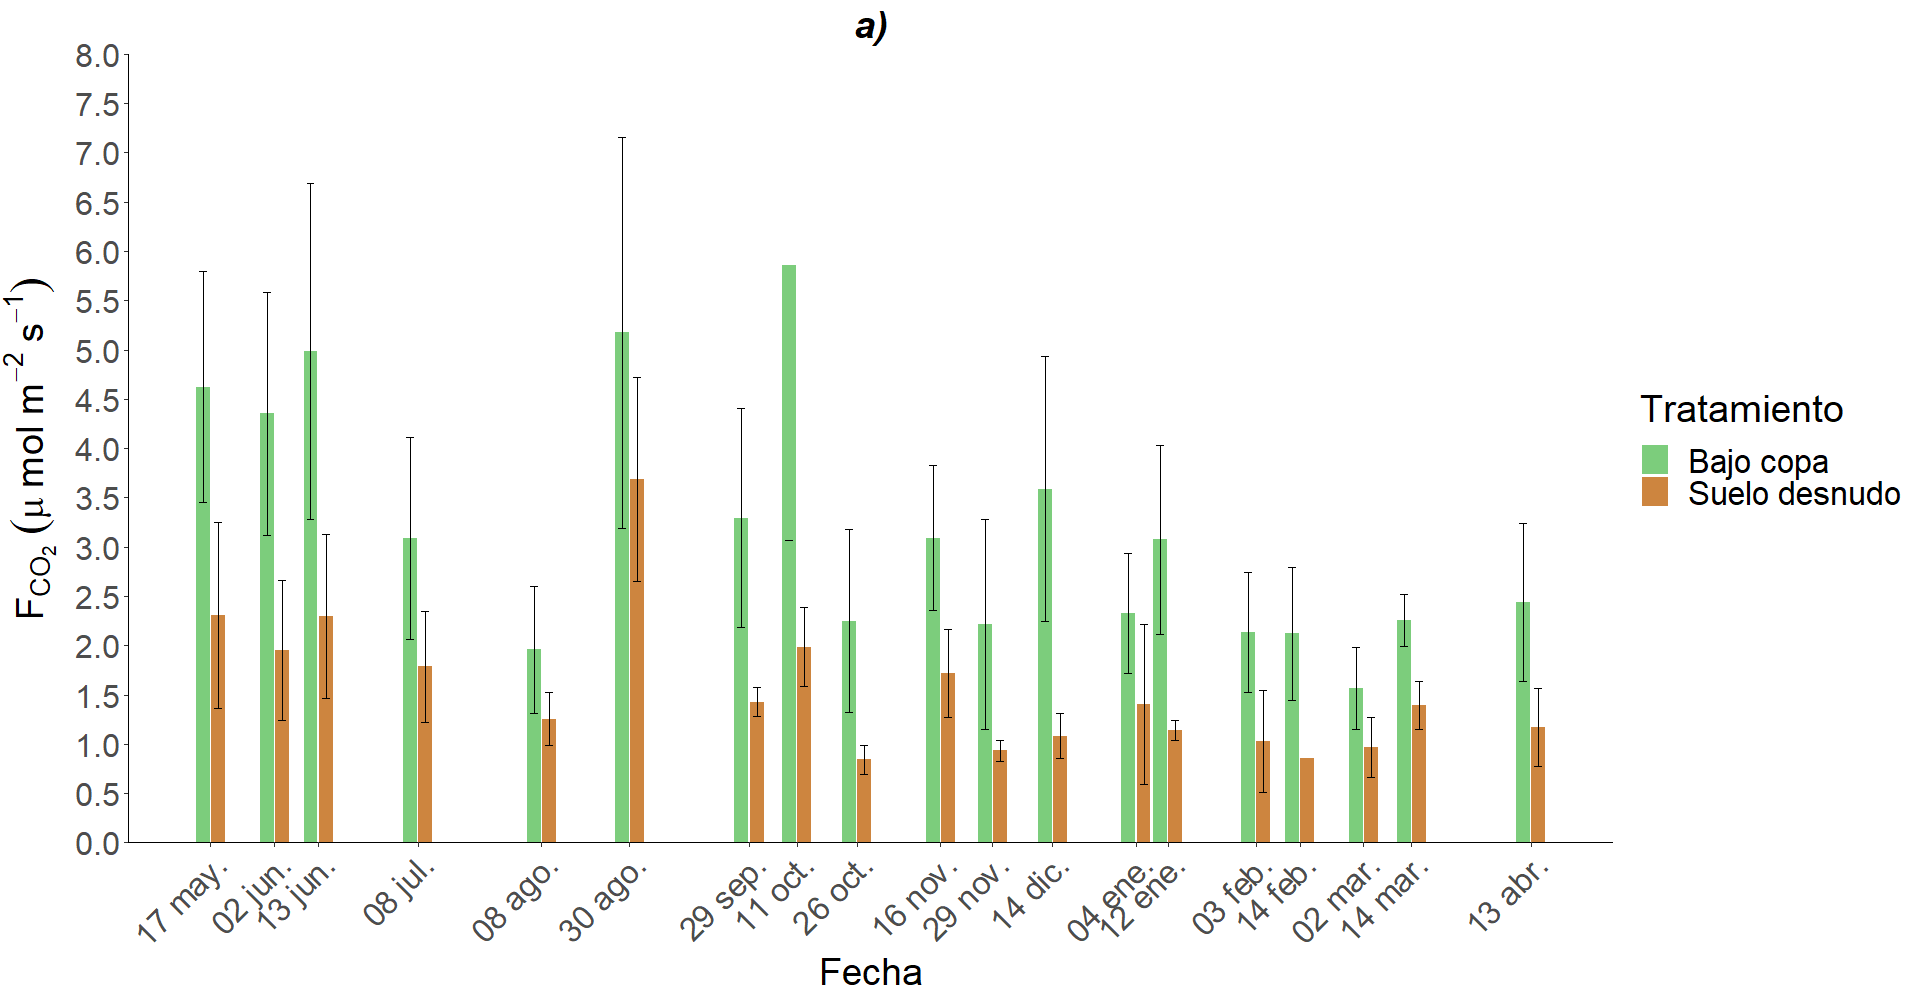 a)
8.0
7.5
7.0
6.5
6.0
5.5
5.0
4.5
4.0
3.5
3.0
2.5
2.0
1.5
1.0
0.5
0.0
F_CO₂ (μ mol m⁻² s⁻¹)
17 may.
02 jun.
13 jun.
08 jul.
08 ago.
30 ago.
29 sep.
11 oct.
26 oct.
16 nov.
29 nov.
14 dic.
04 ene.
12 ene.
03 feb.
14 feb.
02 mar.
14 mar.
13 abr.
Fecha
Tratamiento
Bajo copa
Suelo desnudo